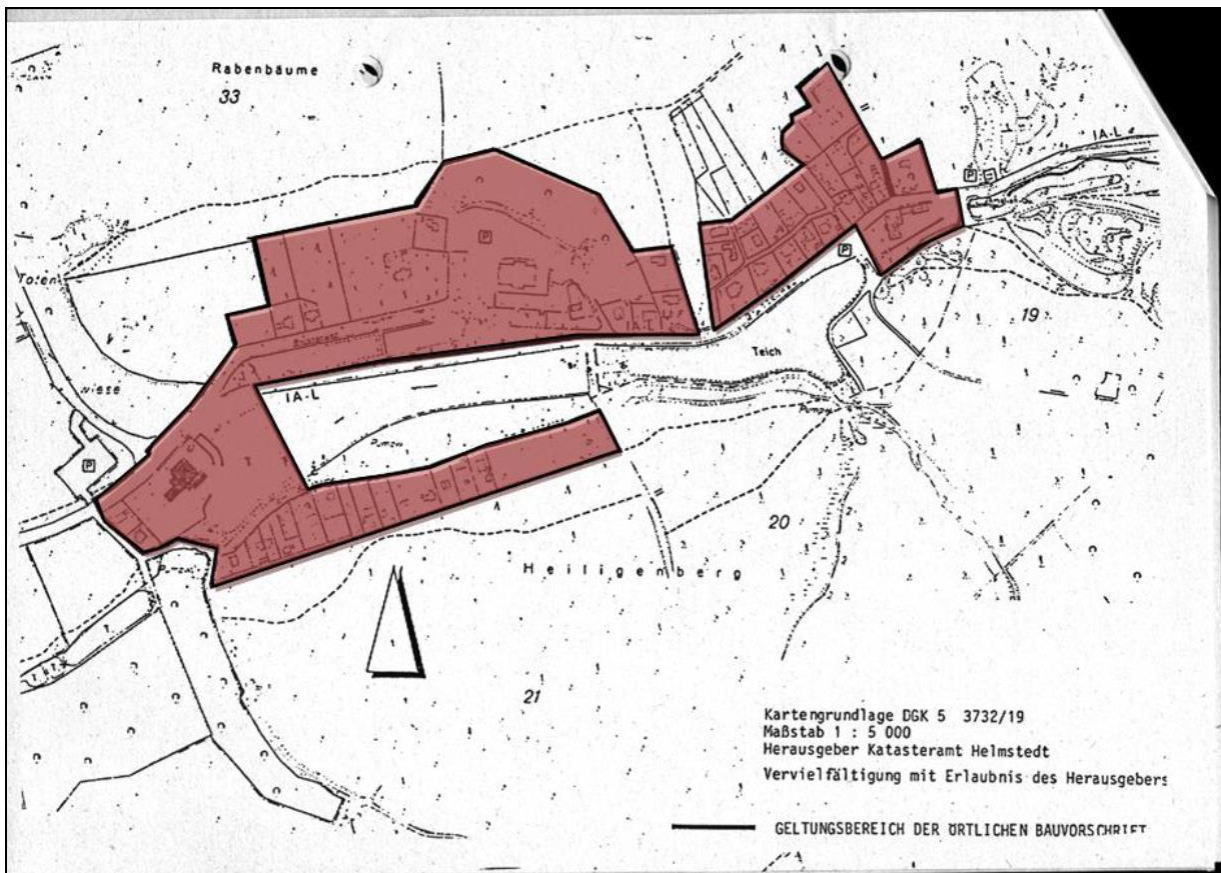 Rabenbäume
33
IA-L
P
P
P
19
Toten
wiese
IA-L
Teich
P
20
Heiligenberg
21
Kartengrundlage DGK 5 3732/19
Maßstab 1 : 5 000
Herausgeber Katasteramt Helmstedt
Vervielfältigung mit Erlaubnis des Herausgebers
GELTUNGSBEREICH DER ÖRTLICHEN BAUVORSCHRIFT